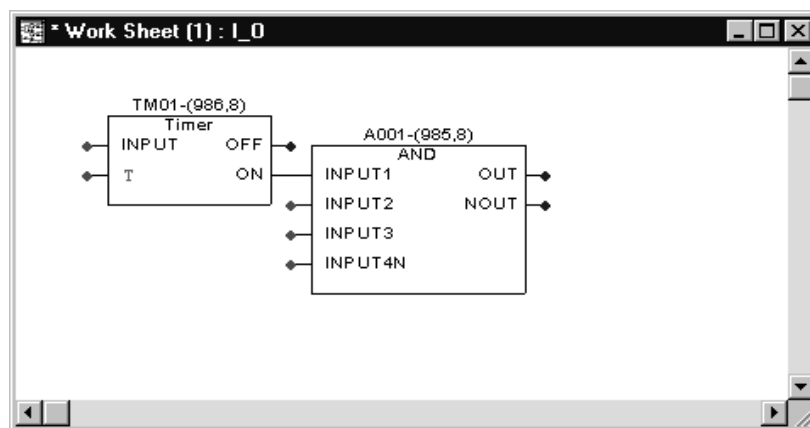 * Work Sheet (1) : I_O
TM01-(986,8)
Timer
INPUT OFF
T ON
A001-(985,8)
AND
INPUT1 OUT
INPUT2 NOUT
INPUT3
INPUT4N